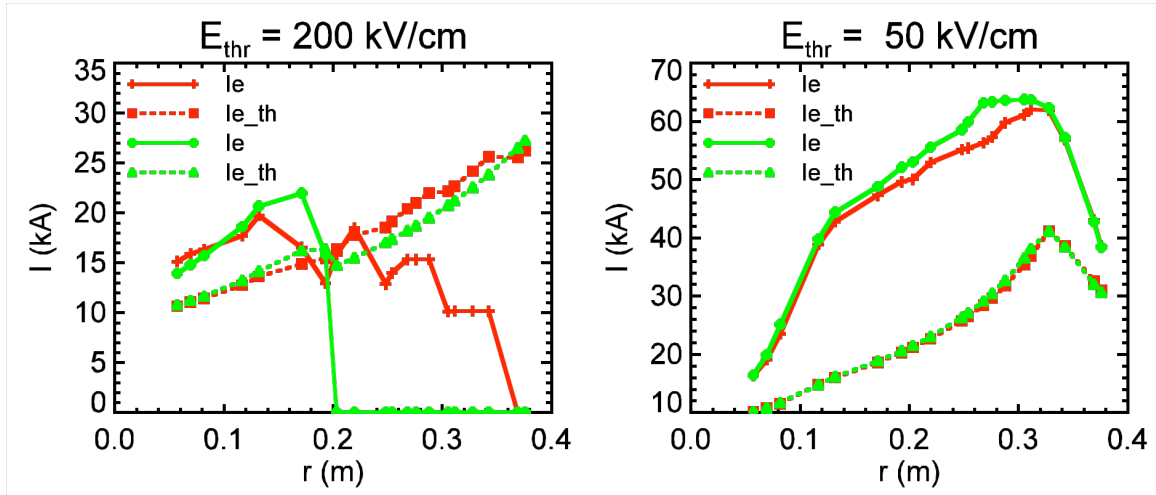 E_thr = 200 kV/cm
35
30
25
20
15
10
5
0
I (kA)
Ie
Ie_th
Ie
Ie_th
0.0 0.1 0.2 0.3 0.4
r (m)
E_thr = 50 kV/cm
70
60
50
40
30
20
10
I (kA)
Ie
Ie_th
Ie
Ie_th
0.0 0.1 0.2 0.3 0.4
r (m)